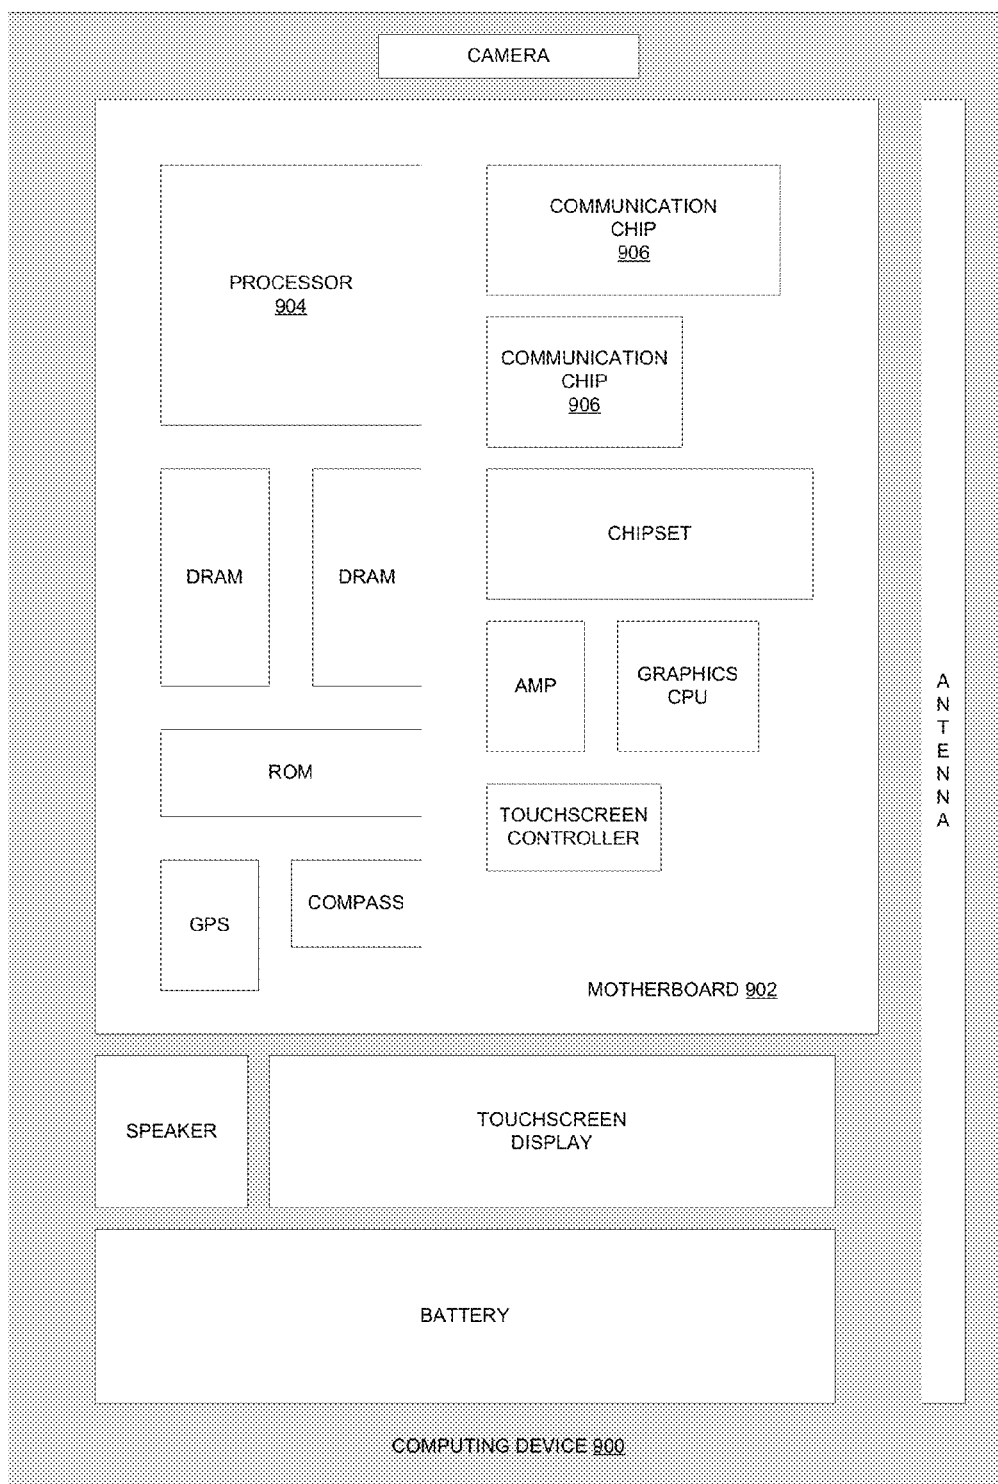 CAMERA
PROCESSOR
904
COMMUNICATION
CHIP
906
COMMUNICATION
CHIP
906
DRAM
DRAM
CHIPSET
AMP
GRAPHICS
CPU
ROM
TOUCHSCREEN
CONTROLLER
GPS
COMPASS
MOTHERBOARD 902
ANTENNA
SPEAKER
TOUCHSCREEN
DISPLAY
BATTERY
COMPUTING DEVICE 900